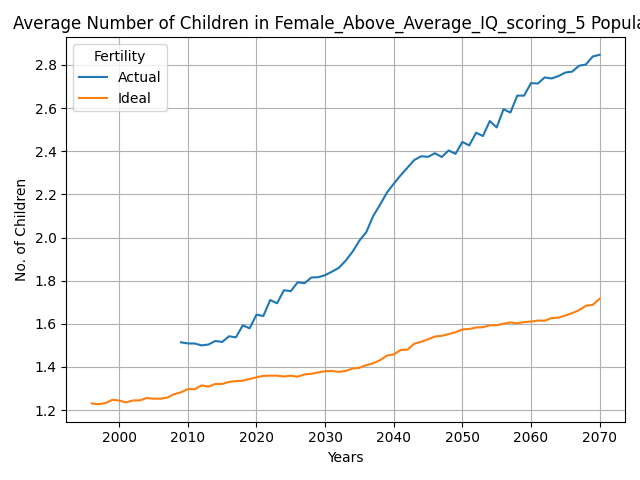 Average Number of Children in Female_Above_Average_IQ_scoring_5 Popula
Fertility
Actual
Ideal
No. of Children
2.8
2.6
2.4
2.2
2.0
1.8
1.6
1.4
1.2
2000 2010 2020 2030 2040 2050 2060 2070
Years